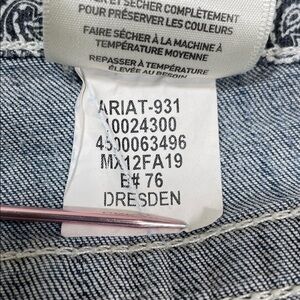 ER ET SÉCHER COMPLÈTEMENT
POUR PRÉSERVER LES COULEURS
FAIRE SÉCHER À LA MACHINE À
TEMPÉRATURE MOYENNE
REPASSER À TEMPÉRATURE
ÉLEVÉE AU BESOIN
ARIAT-931
10024300
4500063496
MX12FA19
B# 76
DRESDEN